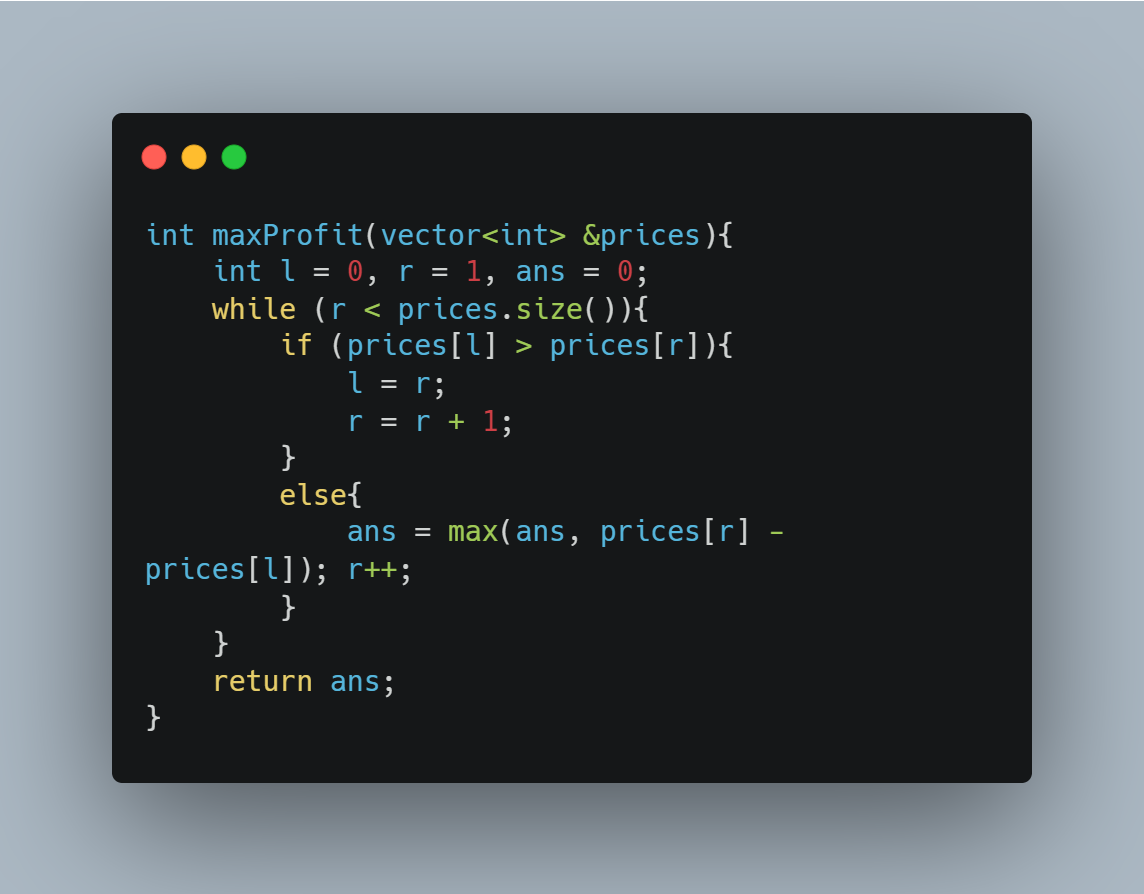 int maxProfit(vector<int> &prices){
    int l = 0, r = 1, ans = 0;
    while (r < prices.size()){
        if (prices[l] > prices[r]){
            l = r;
            r = r + 1;
        }
        else{
            ans = max(ans, prices[r] -
prices[l]); r++;
        }
    }
    return ans;
}